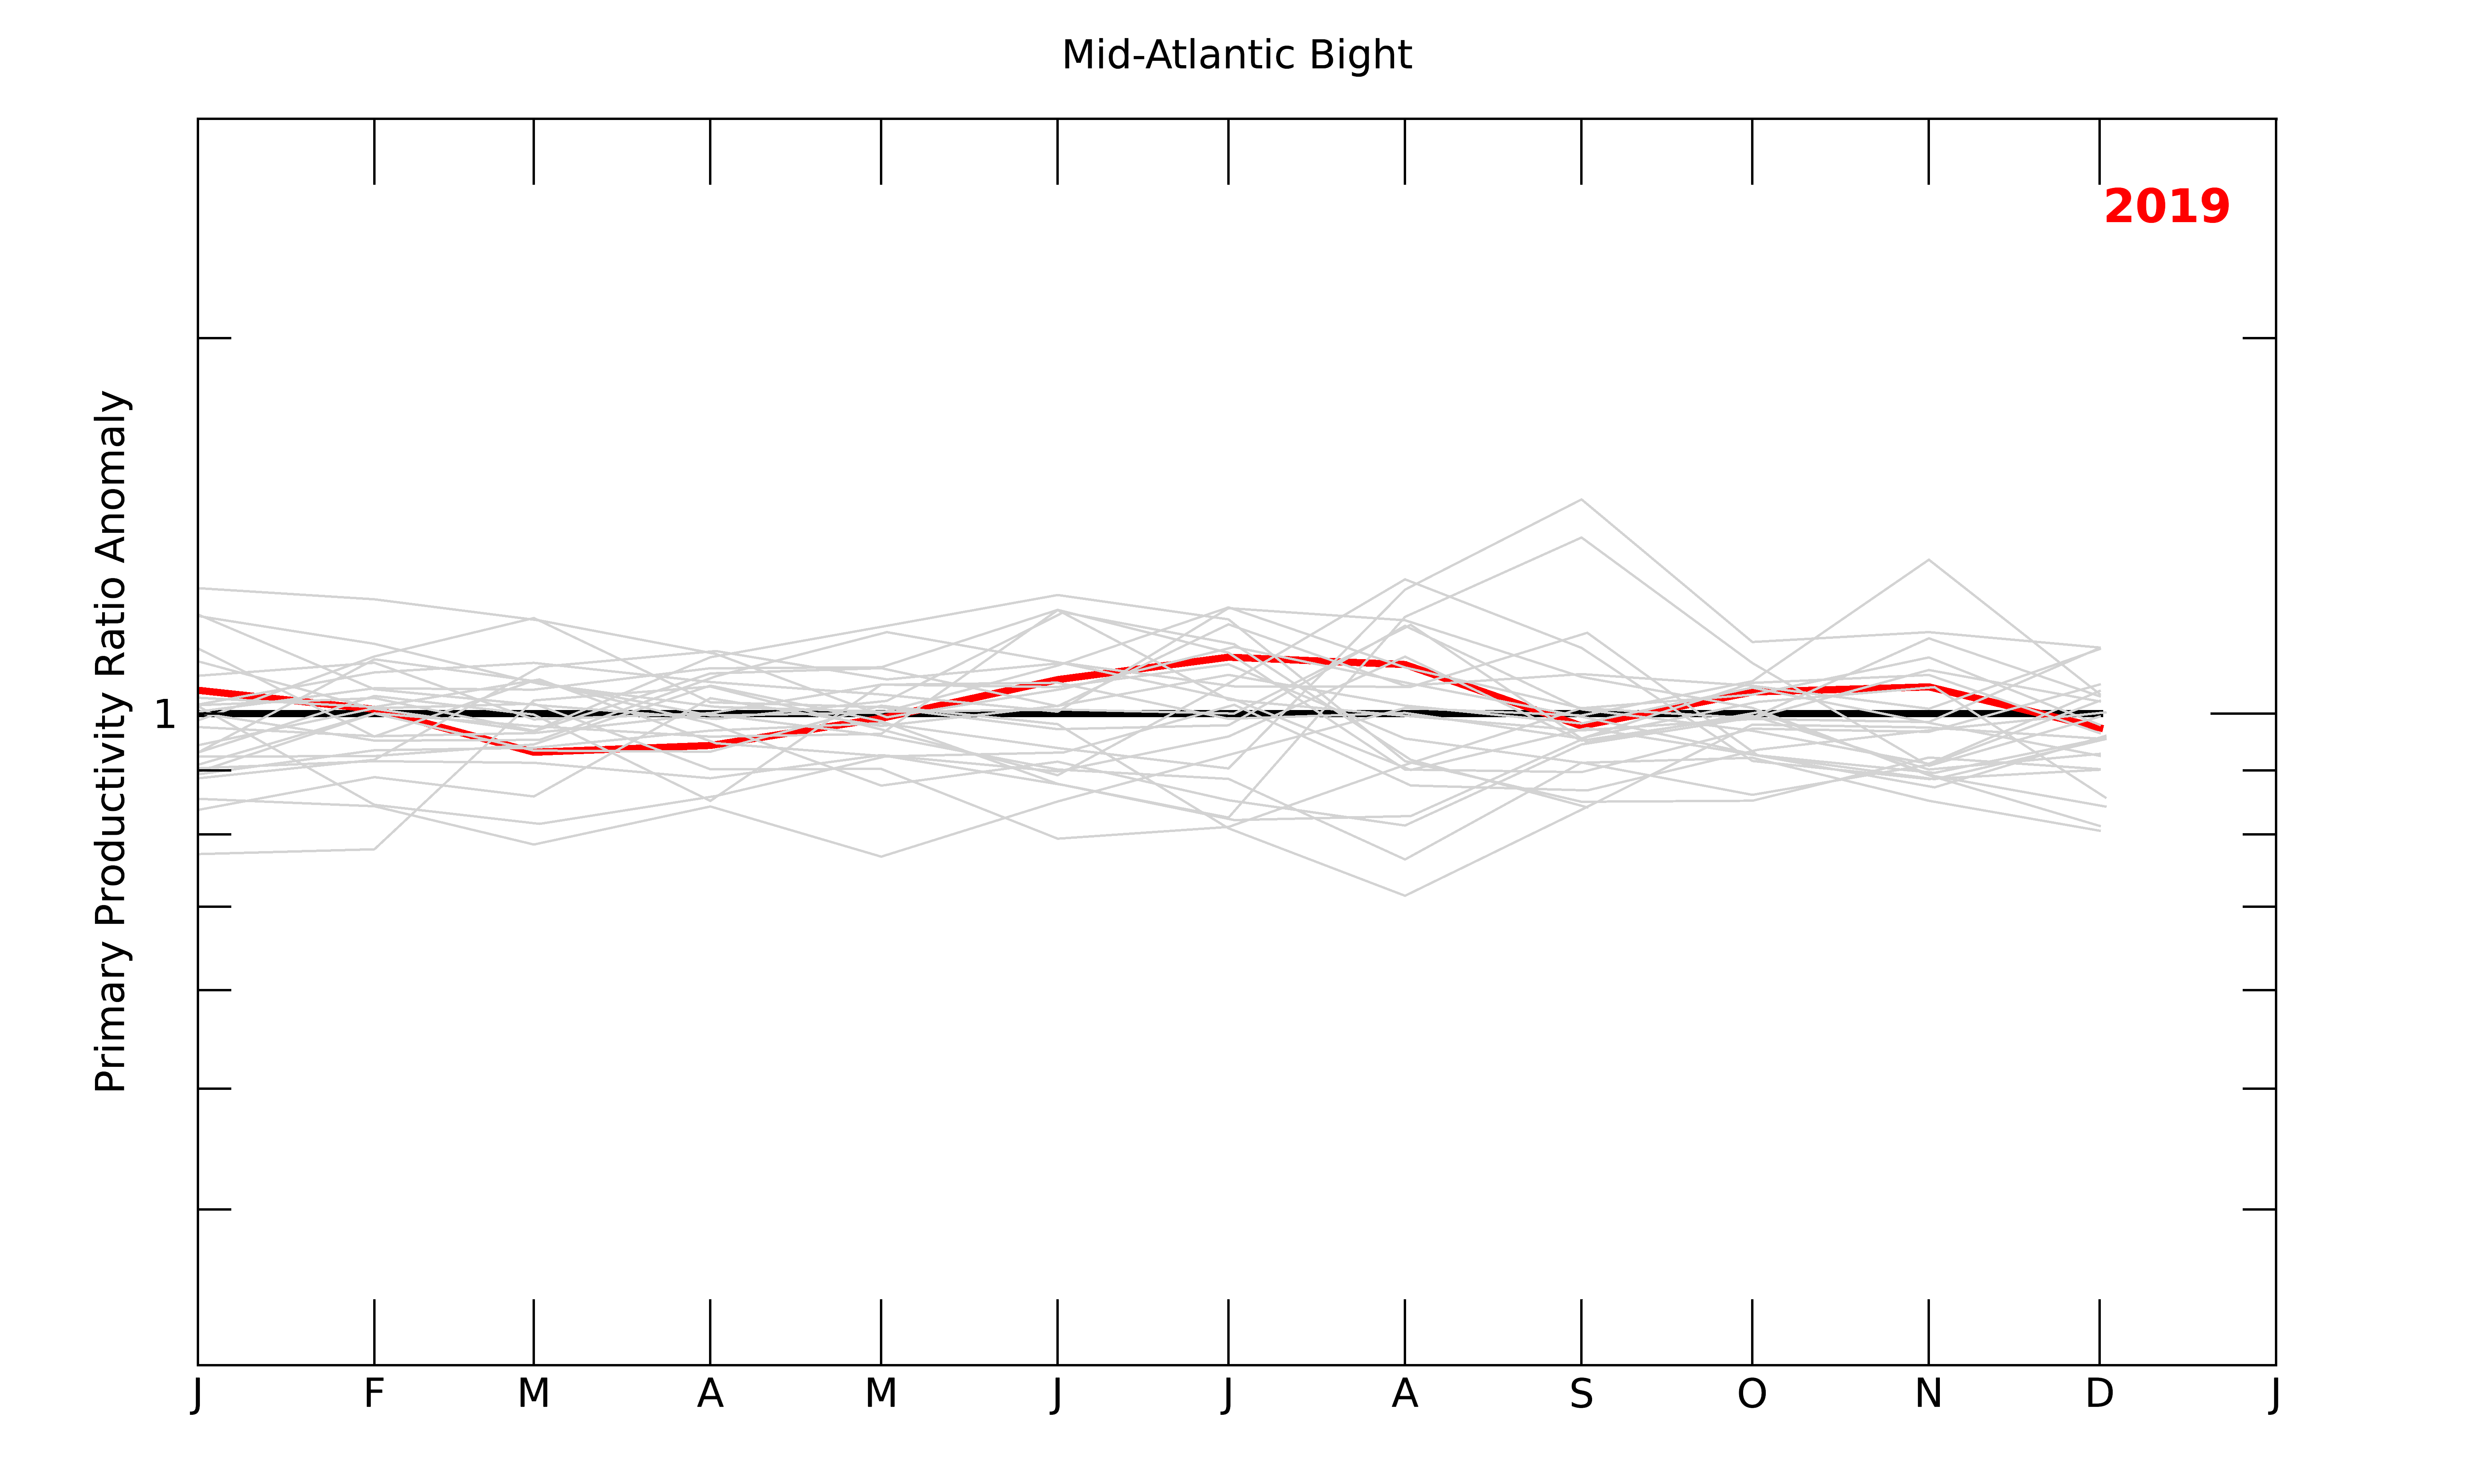 Mid-Atlantic Bight
2019
Primary Productivity Ratio Anomaly
1
J F M A M J J A S O N D J